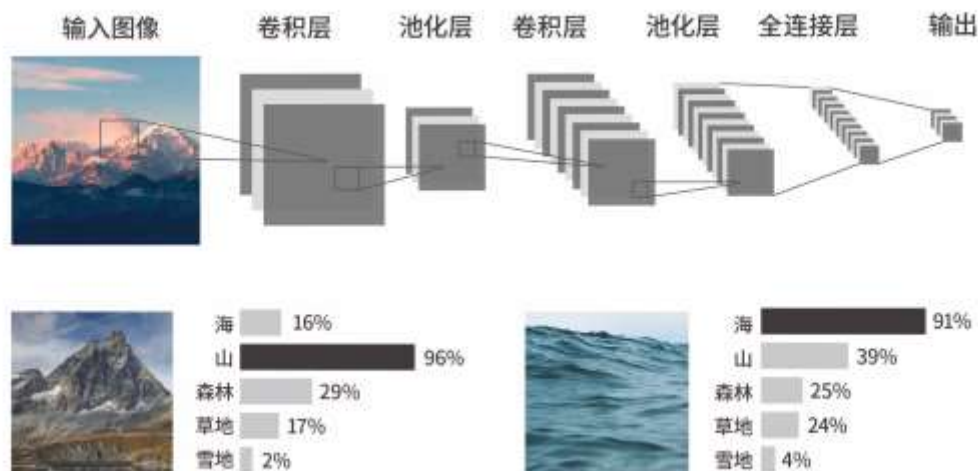 输入图像 卷积层 池化层 卷积层 池化层 全连接层 输出
海 16%
山 96%
森林 29%
草地 17%
雪地 2%
海 91%
山 39%
森林 25%
草地 24%
雪地 4%